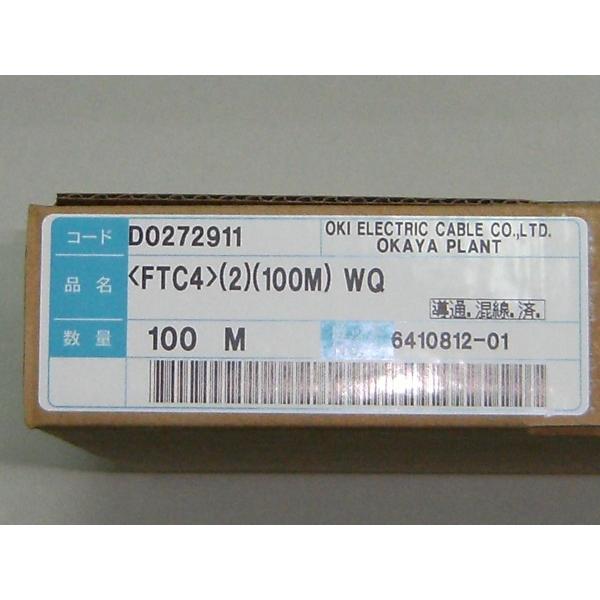 コード D0272911 OKI ELECTRIC CABLE CO.,LTD.
OKAYA PLANT
品名 <FTC4>(2)(100M) WQ
導通.混線.済.
数量 100 M 6410812-01